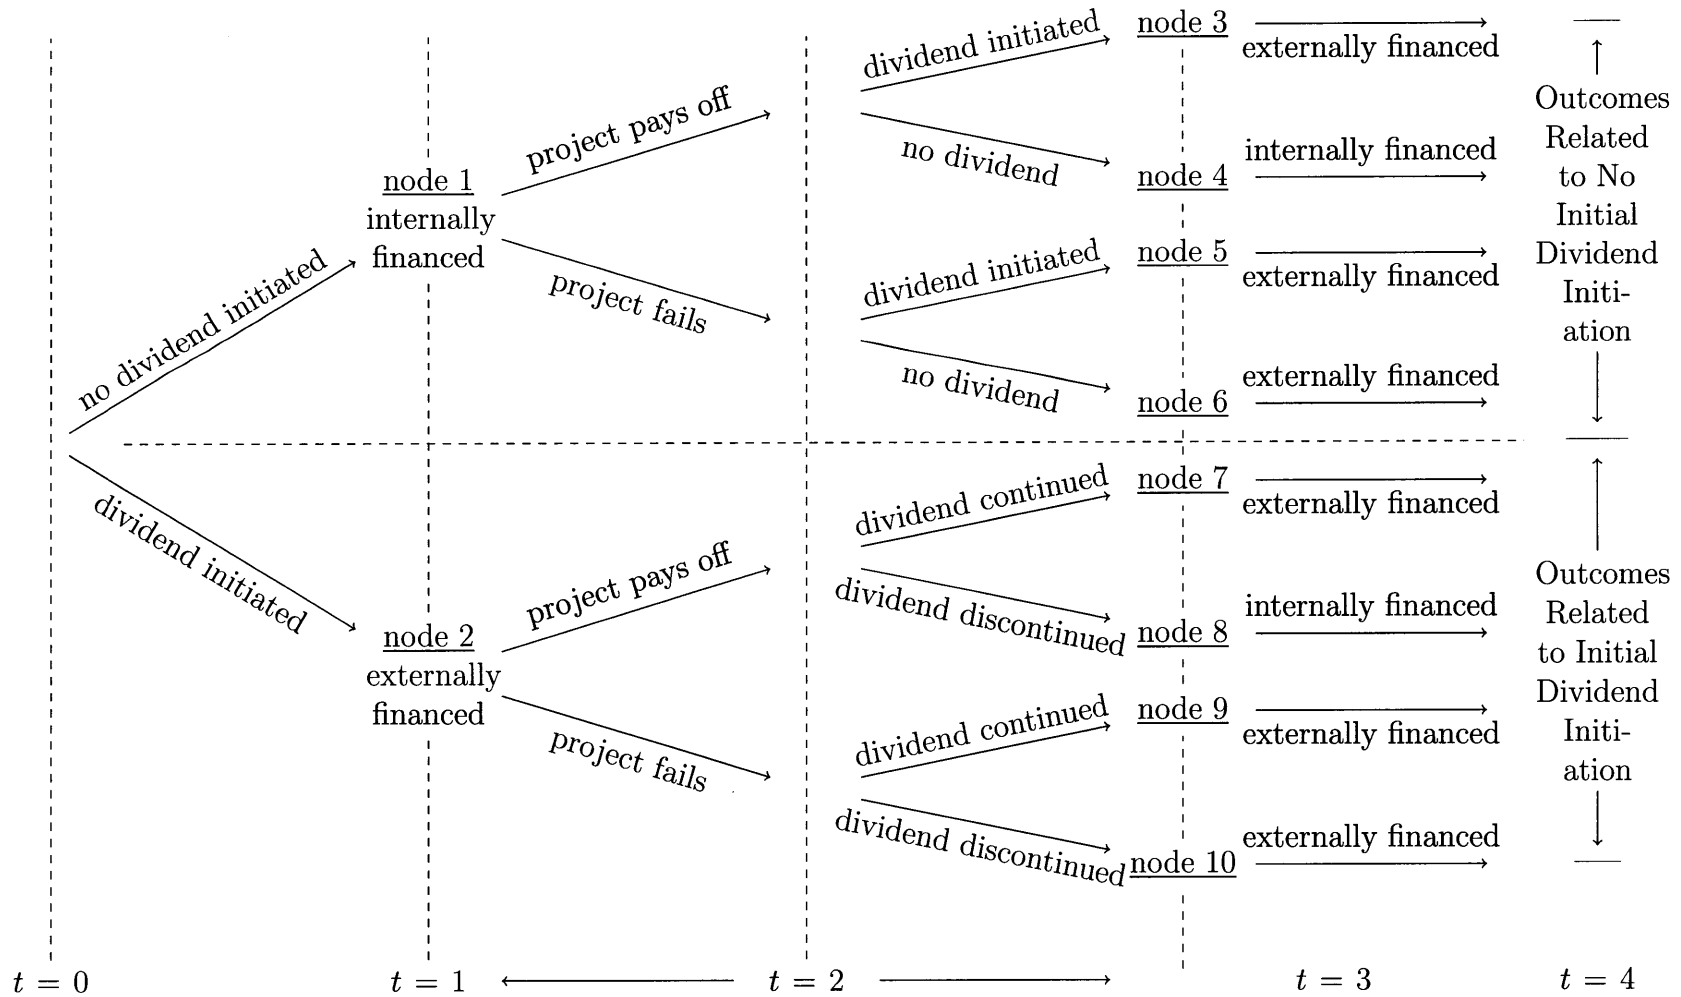 no dividend initiated
dividend initiated
node 1
internally
financed
node 2
externally
financed
project pays off
project fails
project pays off
project fails
dividend initiated
no dividend
dividend initiated
no dividend
dividend continued
dividend discontinued
dividend continued
dividend discontinued
node 3
externally financed
node 4
internally financed
node 5
externally financed
node 6
externally financed
node 7
externally financed
node 8
internally financed
node 9
externally financed
node 10
externally financed
Outcomes
Related
to No
Initial
Dividend
Initi-
ation
Outcomes
Related
to Initial
Dividend
Initi-
ation
t = 0
t = 1
t = 2
t = 3
t = 4